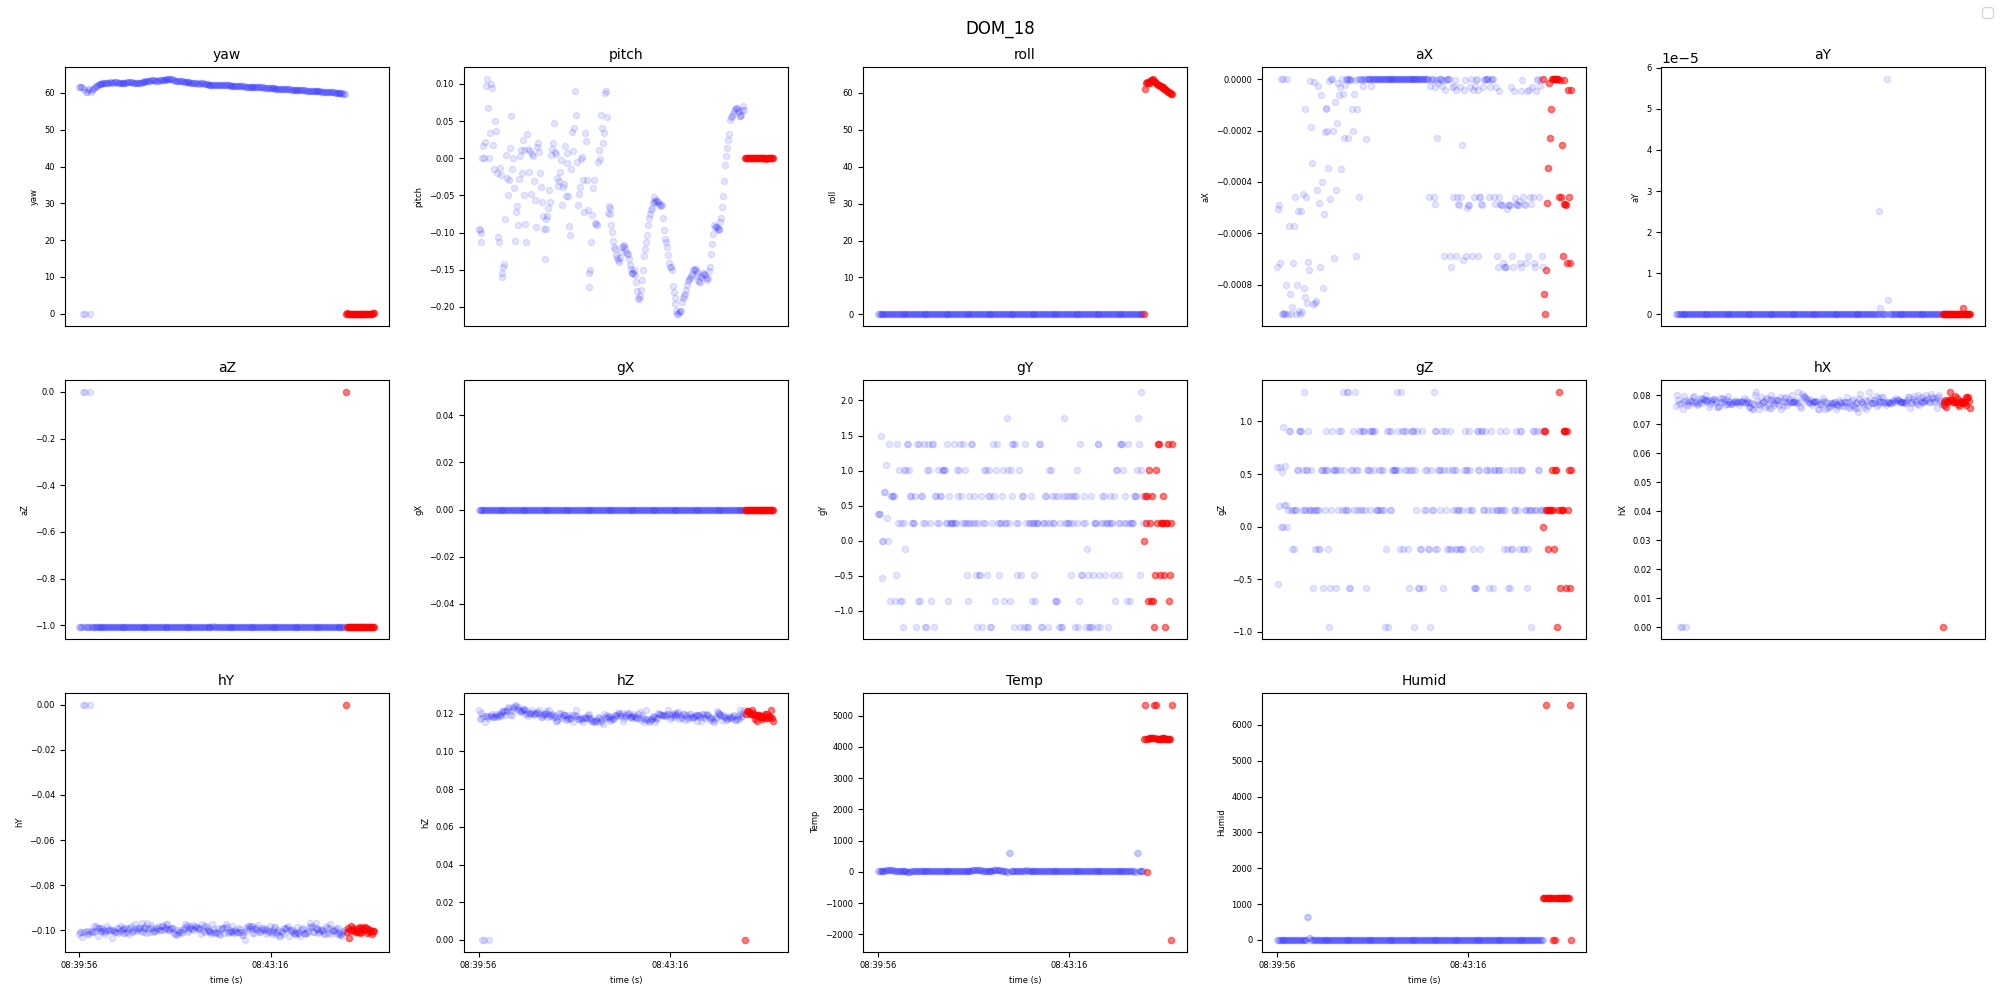 DOM_18
yaw
pitch
roll
aX
aY
1e−5
yaw
60
50
40
30
20
10
0
pitch
0.10
0.05
0.00
−0.05
−0.10
−0.15
−0.20
roll
60
50
40
30
20
10
0
aX
0.0000
−0.0002
−0.0004
−0.0006
−0.0008
aY
6
5
4
3
2
1
0
aZ
gX
gY
gZ
hX
aZ
0.0
−0.2
−0.4
−0.6
−0.8
−1.0
gX
0.04
0.02
0.00
−0.02
−0.04
gY
2.0
1.5
1.0
0.5
0.0
−0.5
−1.0
gZ
1.0
0.5
0.0
−0.5
−1.0
hX
0.08
0.07
0.06
0.05
0.04
0.03
0.02
0.01
0.00
hY
hZ
Temp
Humid
hY
0.00
−0.02
−0.04
−0.06
−0.08
−0.10
08:39:56 08:43:16
time (s)
hZ
0.12
0.10
0.08
0.06
0.04
0.02
0.00
08:39:56 08:43:16
time (s)
Temp
5000
4000
3000
2000
1000
0
−1000
−2000
08:39:56 08:43:16
time (s)
Humid
6000
5000
4000
3000
2000
1000
0
08:39:56 08:43:16
time (s)